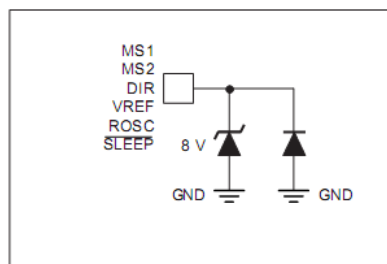 MS1
MS2
DIR
VREF
ROSC
SLEEP
8 V
GND
GND